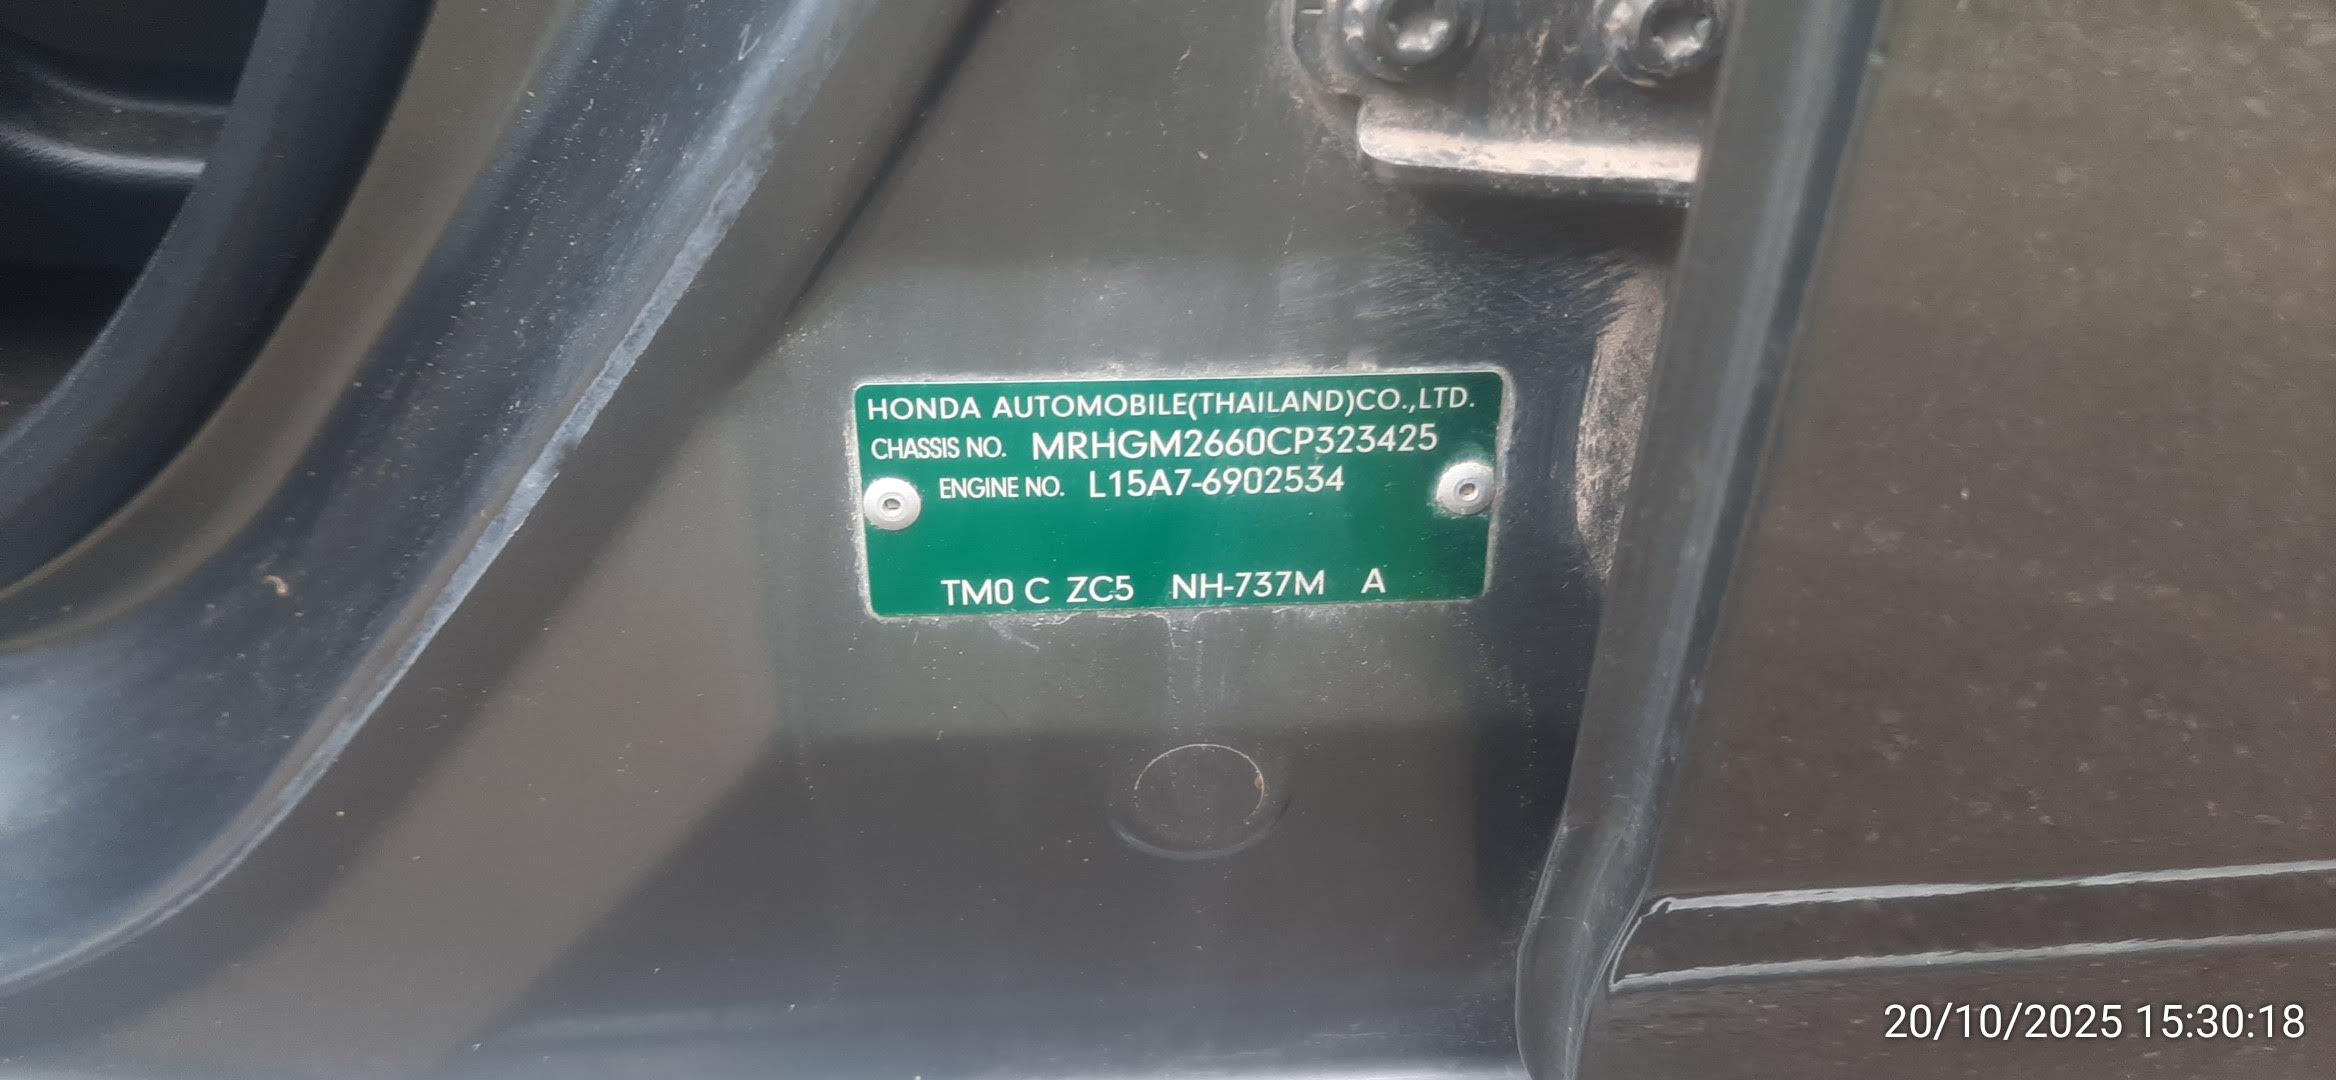 HONDA AUTOMOBILE(THAILAND)CO.,LTD.
CHASSIS NO. MRHGM2660CP323425
ENGINE NO. L15A7-6902534
TM0 C ZC5 NH-737M A
20/10/2025 15:30:18